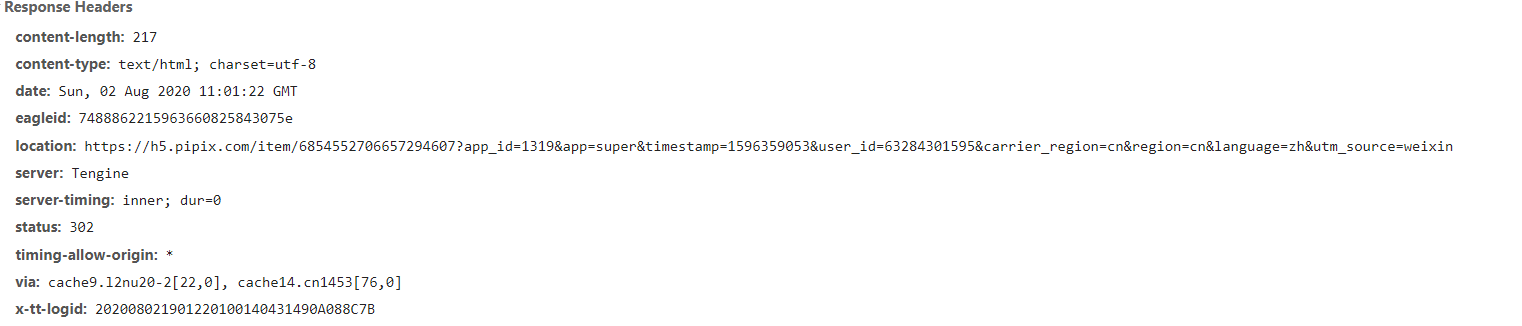 Response Headers
content-length: 217
content-type: text/html; charset=utf-8
date: Sun, 02 Aug 2020 11:01:22 GMT
eagleid: 7488862215963660825843075e
location: https://h5.pipix.com/item/6854552706657294607?app_id=1319&app=super&timestamp=1596359053&user_id=63284301595&carrier_region=cn&region=cn&language=zh&utm_source=weixin
server: Tengine
server-timing: inner; dur=0
status: 302
timing-allow-origin: *
via: cache9.l2nu20-2[22,0], cache14.cn1453[76,0]
x-tt-logid: 202008021901220100140431490A088C7B